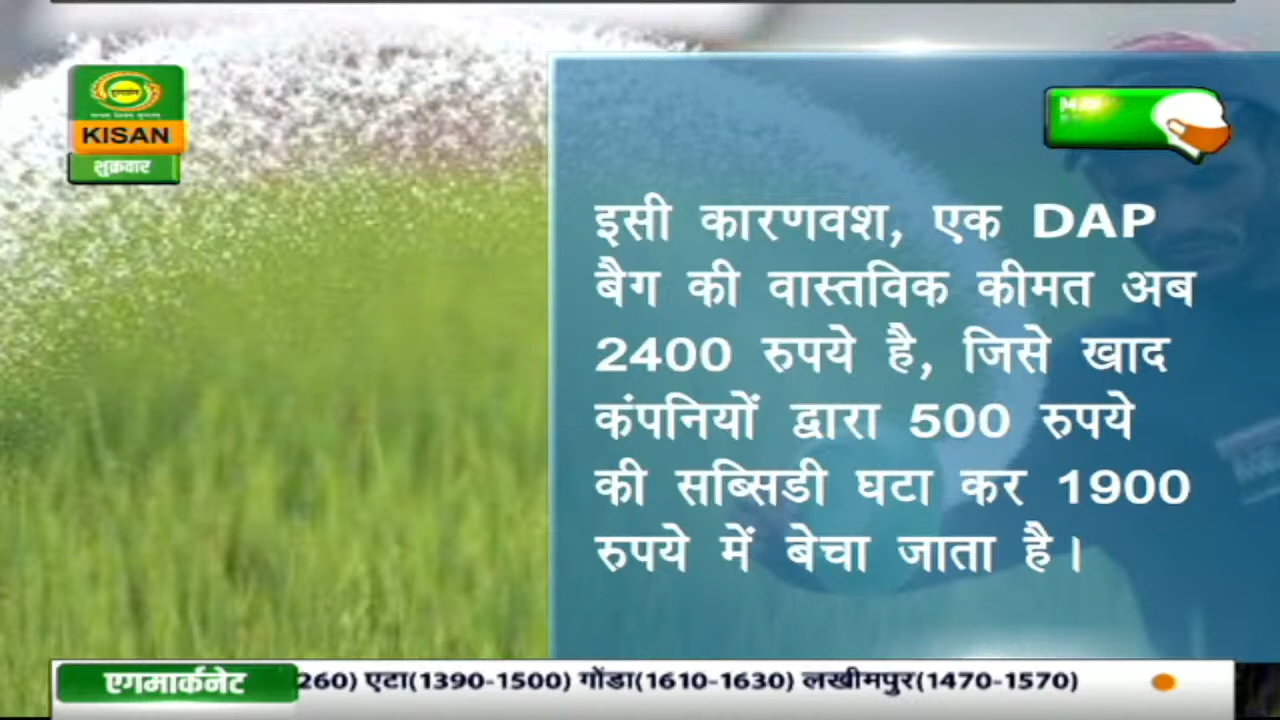 KISAN
शुक्रवार
इसी कारणवश, एक DAP
बैग की वास्तविक कीमत अब
2400 रुपये है, जिसे खाद
कंपनियों द्वारा 500 रुपये
की सब्सिडी घटा कर 1900
रुपये में बेचा जाता है।
एगमार्कनेट 260) एटा(1390-1500) गोंडा(1610-1630) लखीमपुर(1470-1570)